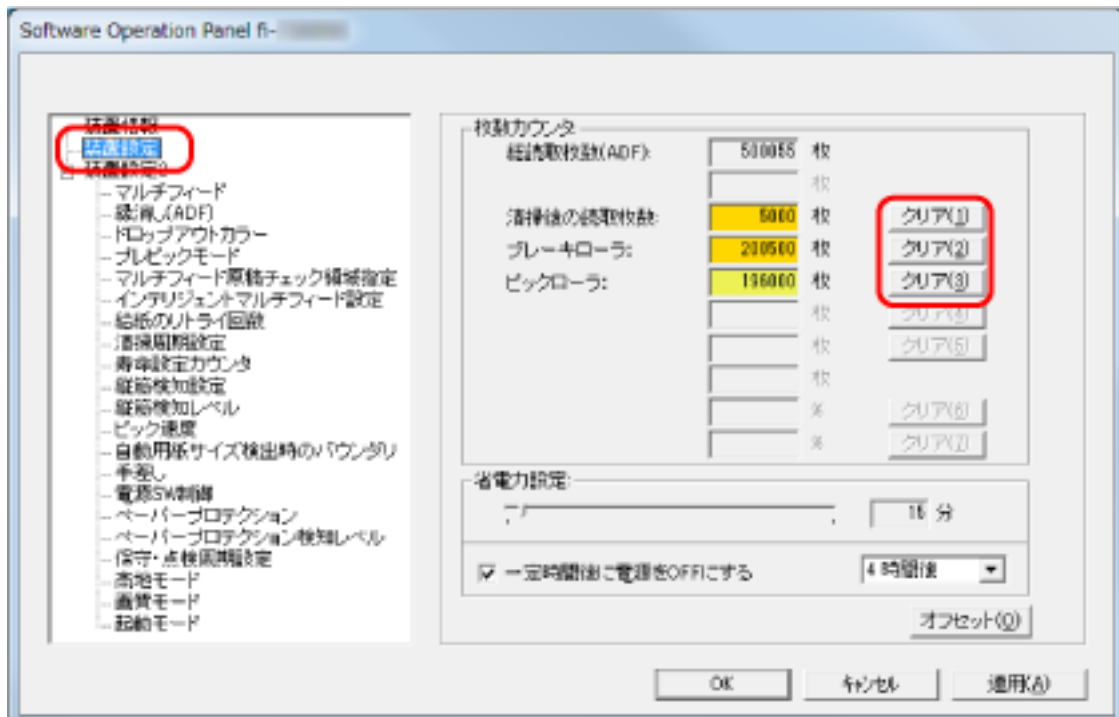 Software Operation Panel fi-
装置情報
装置設定
装置設定2
マルチフィード
縁消し(ADF)
ドロップアウトカラー
プレピックモード
マルチフィード原稿チェック領域指定
インテリジェントマルチフィード設定
給紙のリトライ回数
清掃周期設定
寿命設定カウンタ
縦筋検知設定
縦筋検知レベル
ピック速度
自動用紙サイズ検出時のバウンダリ
手差し
電源SW制御
ペーパープロテクション
ペーパープロテクション検知レベル
保守・点検周期設定
高地モード
画質モード
起動モード
枚数カウンタ
総読取枚数(ADF): 500055 枚
枚
清掃後の読取枚数: 5000 枚 クリア(1)
ブレーキローラ: 200500 枚 クリア(2)
ピックローラ: 196000 枚 クリア(3)
枚 クリア(4)
枚 クリア(5)
枚
% クリア(6)
% クリア(7)
省電力設定:
15 分
一定時間後に電源をOFFにする 4 時間後
オフセット(O)
OK キャンセル 適用(A)